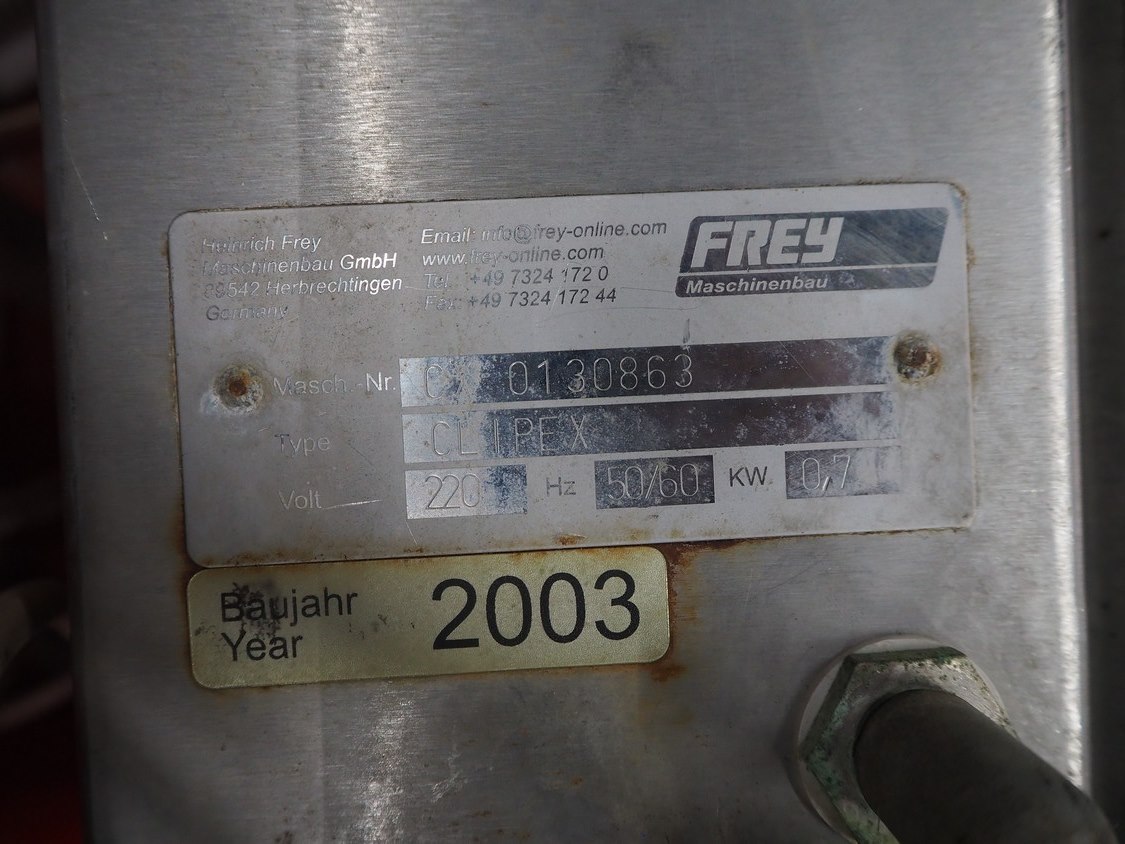 Heinrich Frey
Maschinenbau GmbH
89542 Herbrechtingen
Germany
Email: info@frey-online.com
www.frey-online.com
Tel.: +49 7324 172 0
Fax: +49 7324 172 44
FREY
Maschinenbau
Masch.-Nr. 0130863
Type CLIPEX
Volt 220 Hz 50/60 KW 0,7
Baujahr
Year
2003